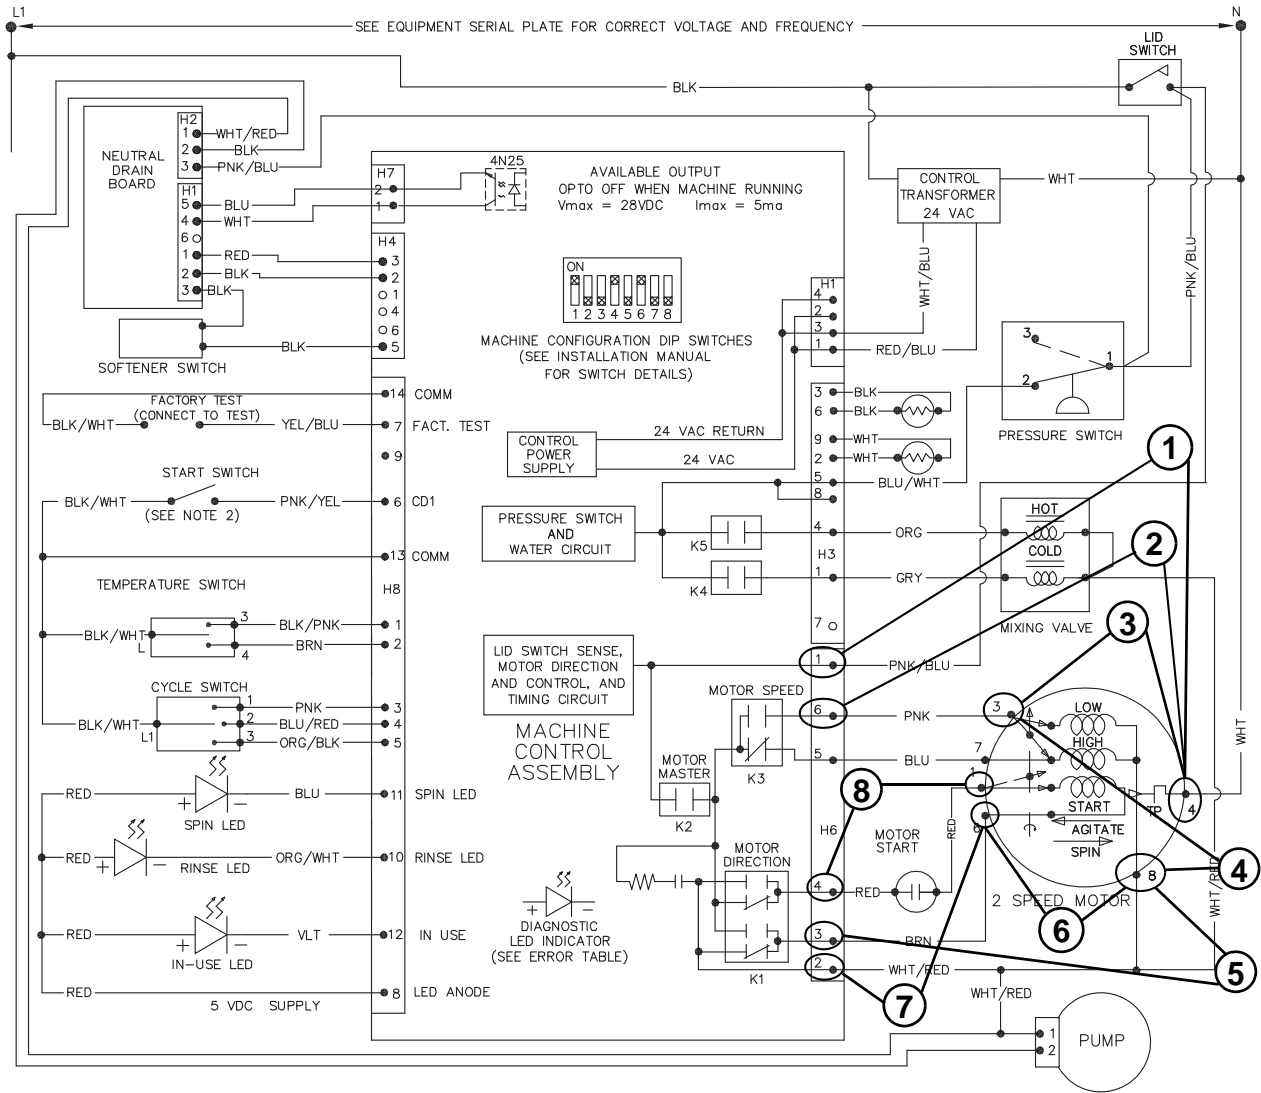 L1
N
SEE EQUIPMENT SERIAL PLATE FOR CORRECT VOLTAGE AND FREQUENCY
LID
SWITCH
BLK
H2
1 WHT/RED
2 BLK
3 PNK/BLU
NEUTRAL
DRAIN
BOARD
H1
5 BLU
4 WHT
6
1 RED
2 BLK
3 BLK
SOFTENER SWITCH
BLK
H7
2
1
4N25
AVAILABLE OUTPUT
OPTO OFF WHEN MACHINE RUNNING
Vmax = 28VDC Imax = 5ma
H4
3
2
1
4
6
5
ON
1 2 3 4 5 6 7 8
MACHINE CONFIGURATION DIP SWITCHES
(SEE INSTALLATION MANUAL
FOR SWITCH DETAILS)
CONTROL
TRANSFORMER
24 VAC
WHT
WHT/BLU
RED/BLU
PNK/BLU
H1
4
2
3
1
3
2
1
PRESSURE SWITCH
FACTORY TEST
(CONNECT TO TEST)
BLK/WHT
YEL/BLU
14 COMM
7 FACT. TEST
9
START SWITCH
BLK/WHT
PNK/YEL
6 CD1
(SEE NOTE 2)
13 COMM
H8
TEMPERATURE SWITCH
BLK/WHT
L
3 BLK/PNK 1
4 BRN 2
CYCLE SWITCH
BLK/WHT
L1
1 PNK 3
2 BLU/RED 4
3 ORG/BLK 5
RED + - BLU 11 SPIN LED
SPIN LED
RED + - ORG/WHT 10 RINSE LED
RINSE LED
RED + - VLT 12 IN USE
IN-USE LED
RED 8 LED ANODE
5 VDC SUPPLY
CONTROL
POWER
SUPPLY
24 VAC RETURN
24 VAC
PRESSURE SWITCH
AND
WATER CIRCUIT
K5
K4
3 BLK
6 BLK
9 WHT
2 WHT
5 BLU/WHT
8
4 ORG
H3
1 GRY
7
HOT
COLD
MIXING VALVE
LID SWITCH SENSE,
MOTOR DIRECTION
AND CONTROL, AND
TIMING CIRCUIT
MACHINE
CONTROL
ASSEMBLY
MOTOR SPEED
K3
MOTOR
MASTER
K2
MOTOR
DIRECTION
K1
+ -
DIAGNOSTIC
LED INDICATOR
(SEE ERROR TABLE)
1 PNK/BLU
6 PNK
5 BLU
H6
4 RED
3 BRN
2 WHT/RED
MOTOR
START
RED
3
7
1
6
LOW
HIGH
START
TP
4
AGITATE
SPIN
8
2 SPEED MOTOR
WHT
WHT/RED
WHT/RED
1
2
PUMP
1
2
3
4
5
6
7
8